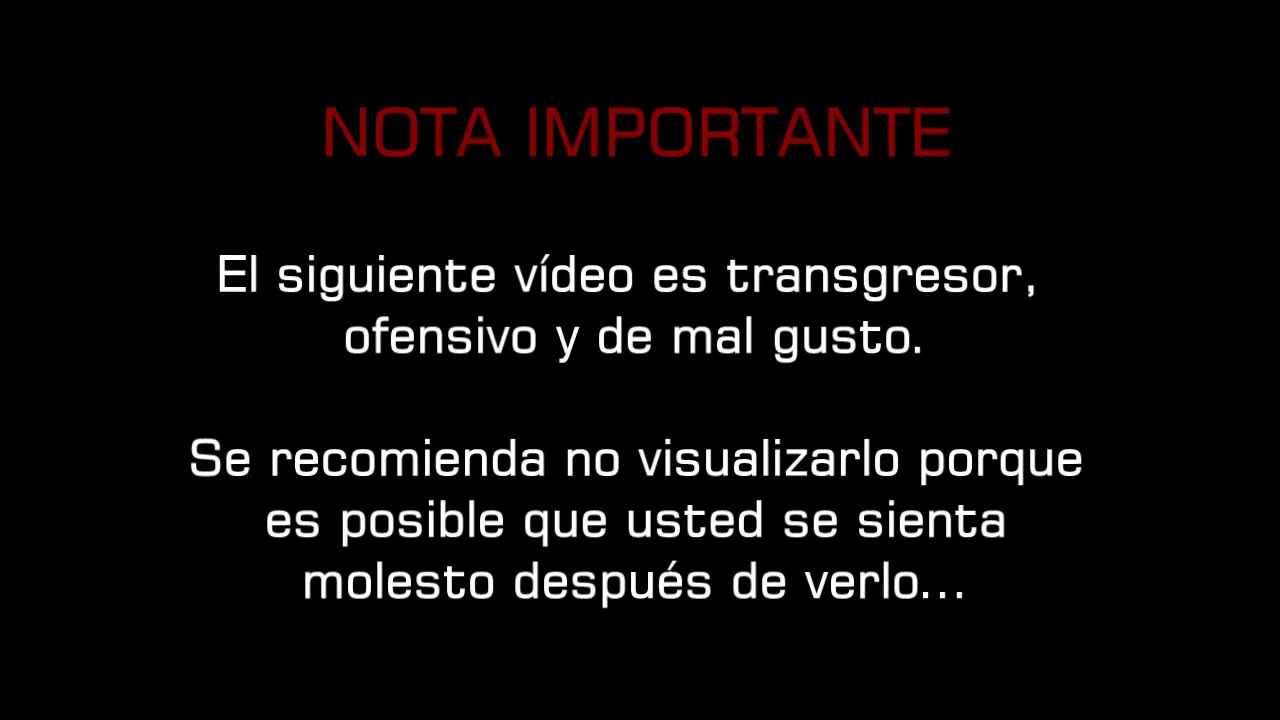 NOTA IMPORTANTE
El siguiente vídeo es transgresor,
ofensivo y de mal gusto.
Se recomienda no visualizarlo porque
es posible que usted se sienta
molesto después de verlo...